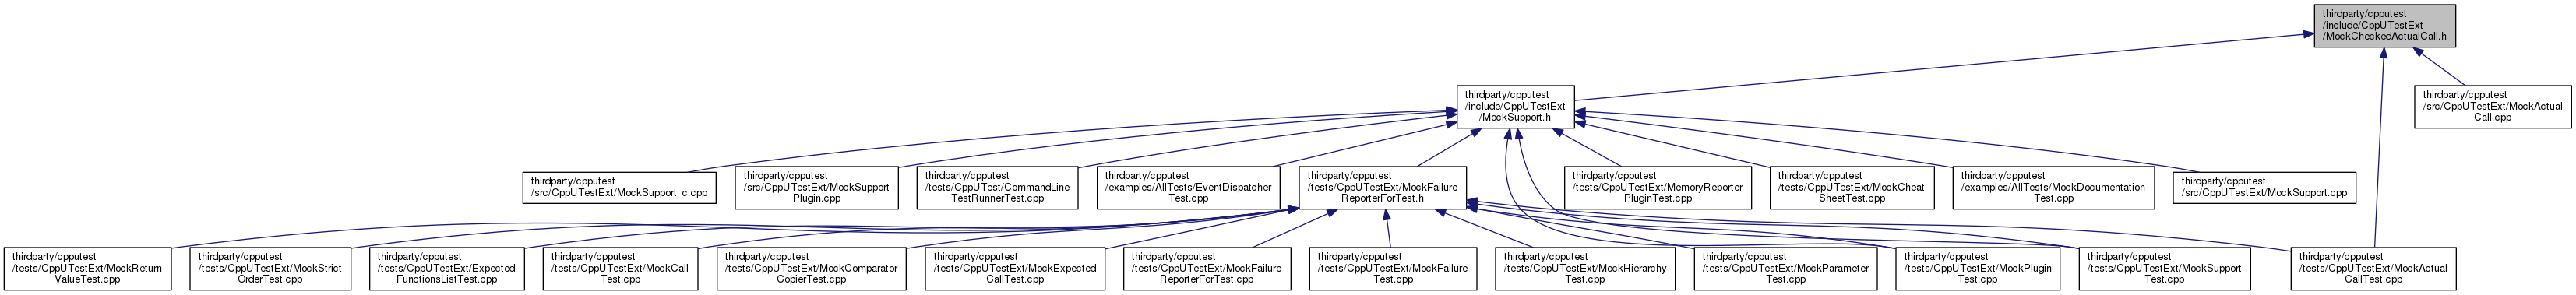 thirdparty/cpputest
/include/CppUTestExt
/MockCheckedActualCall.h
thirdparty/cpputest
/include/CppUTestExt
/MockSupport.h
thirdparty/cpputest
/src/CppUTestExt/MockActual
Call.cpp
thirdparty/cpputest
/src/CppUTestExt/MockSupport_c.cpp
thirdparty/cpputest
/src/CppUTestExt/MockSupport
Plugin.cpp
thirdparty/cpputest
/tests/CppUTest/CommandLine
TestRunnerTest.cpp
thirdparty/cpputest
/examples/AllTests/EventDispatcher
Test.cpp
thirdparty/cpputest
/tests/CppUTestExt/MockFailure
ReporterForTest.h
thirdparty/cpputest
/tests/CppUTestExt/MemoryReporter
PluginTest.cpp
thirdparty/cpputest
/tests/CppUTestExt/MockCheat
SheetTest.cpp
thirdparty/cpputest
/examples/AllTests/MockDocumentation
Test.cpp
thirdparty/cpputest
/src/CppUTestExt/MockSupport.cpp
thirdparty/cpputest
/tests/CppUTestExt/MockReturn
ValueTest.cpp
thirdparty/cpputest
/tests/CppUTestExt/MockStrict
OrderTest.cpp
thirdparty/cpputest
/tests/CppUTestExt/Expected
FunctionsListTest.cpp
thirdparty/cpputest
/tests/CppUTestExt/MockCall
Test.cpp
thirdparty/cpputest
/tests/CppUTestExt/MockComparator
CopierTest.cpp
thirdparty/cpputest
/tests/CppUTestExt/MockExpected
CallTest.cpp
thirdparty/cpputest
/tests/CppUTestExt/MockFailure
ReporterForTest.cpp
thirdparty/cpputest
/tests/CppUTestExt/MockFailure
Test.cpp
thirdparty/cpputest
/tests/CppUTestExt/MockHierarchy
Test.cpp
thirdparty/cpputest
/tests/CppUTestExt/MockParameter
Test.cpp
thirdparty/cpputest
/tests/CppUTestExt/MockPlugin
Test.cpp
thirdparty/cpputest
/tests/CppUTestExt/MockSupport
Test.cpp
thirdparty/cpputest
/tests/CppUTestExt/MockActual
CallTest.cpp